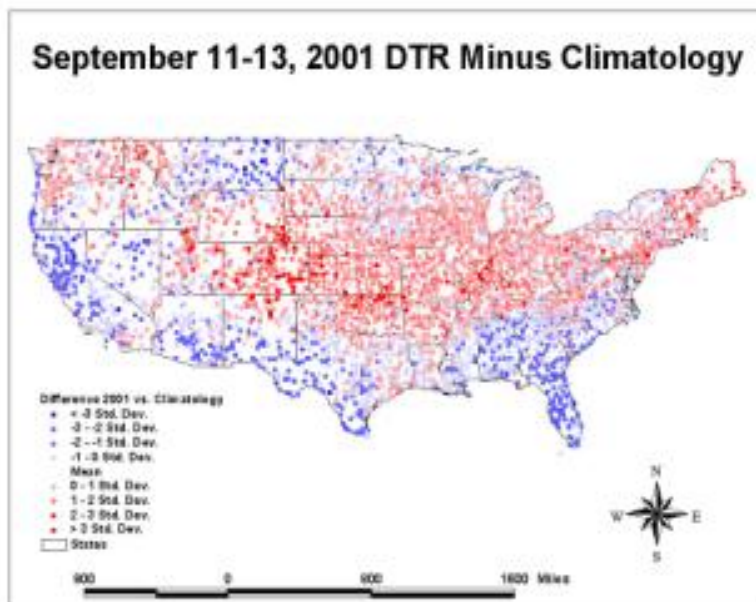 September 11-13, 2001 DTR Minus Climatology
Difference 2001 vs. Climatology
< -3 Std. Dev.
-3 - -2 Std. Dev.
-2 - -1 Std. Dev.
-1 - 0 Std. Dev.
Mean
0 - 1 Std. Dev.
1 - 2 Std. Dev.
2 - 3 Std. Dev.
> 3 Std. Dev.
States
N
W E
S
800 0 800 1600 Miles